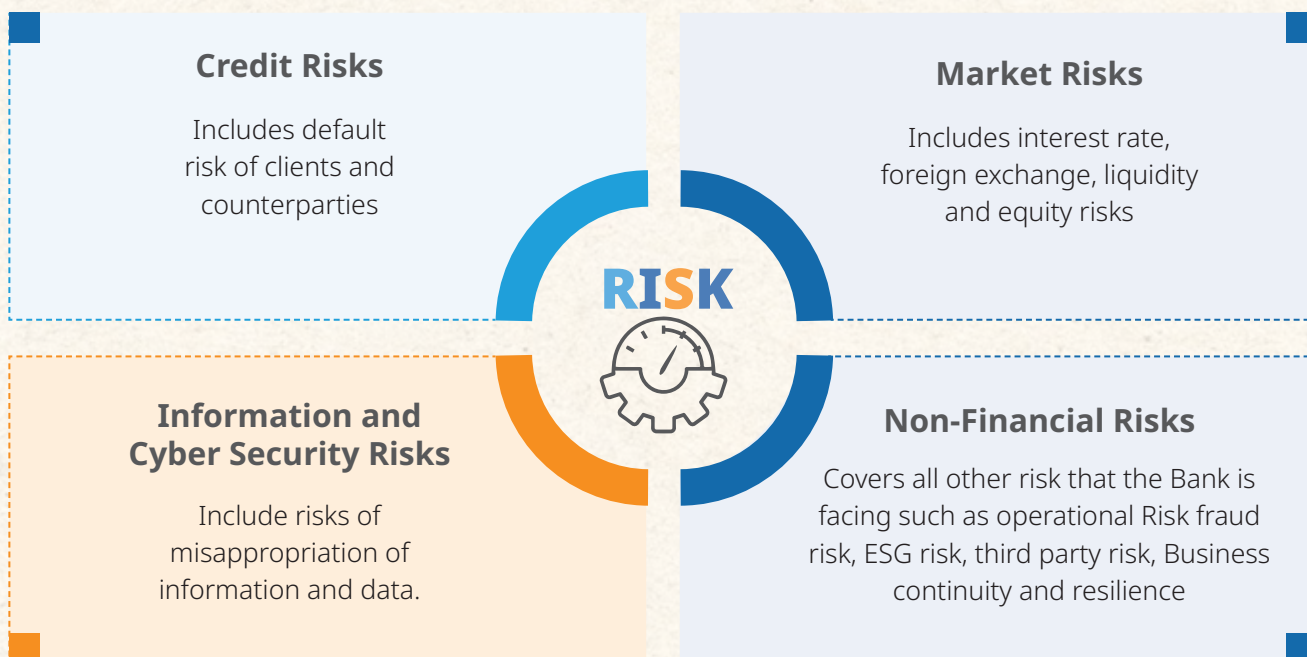 Credit Risks
Includes default
risk of clients and
counterparties
Market Risks
Includes interest rate,
foreign exchange, liquidity
and equity risks
RISK
Information and
Cyber Security Risks
Include risks of
misappropriation of
information and data.
Non-Financial Risks
Covers all other risk that the Bank is
facing such as operational Risk fraud
risk, ESG risk, third party risk, Business
continuity and resilience